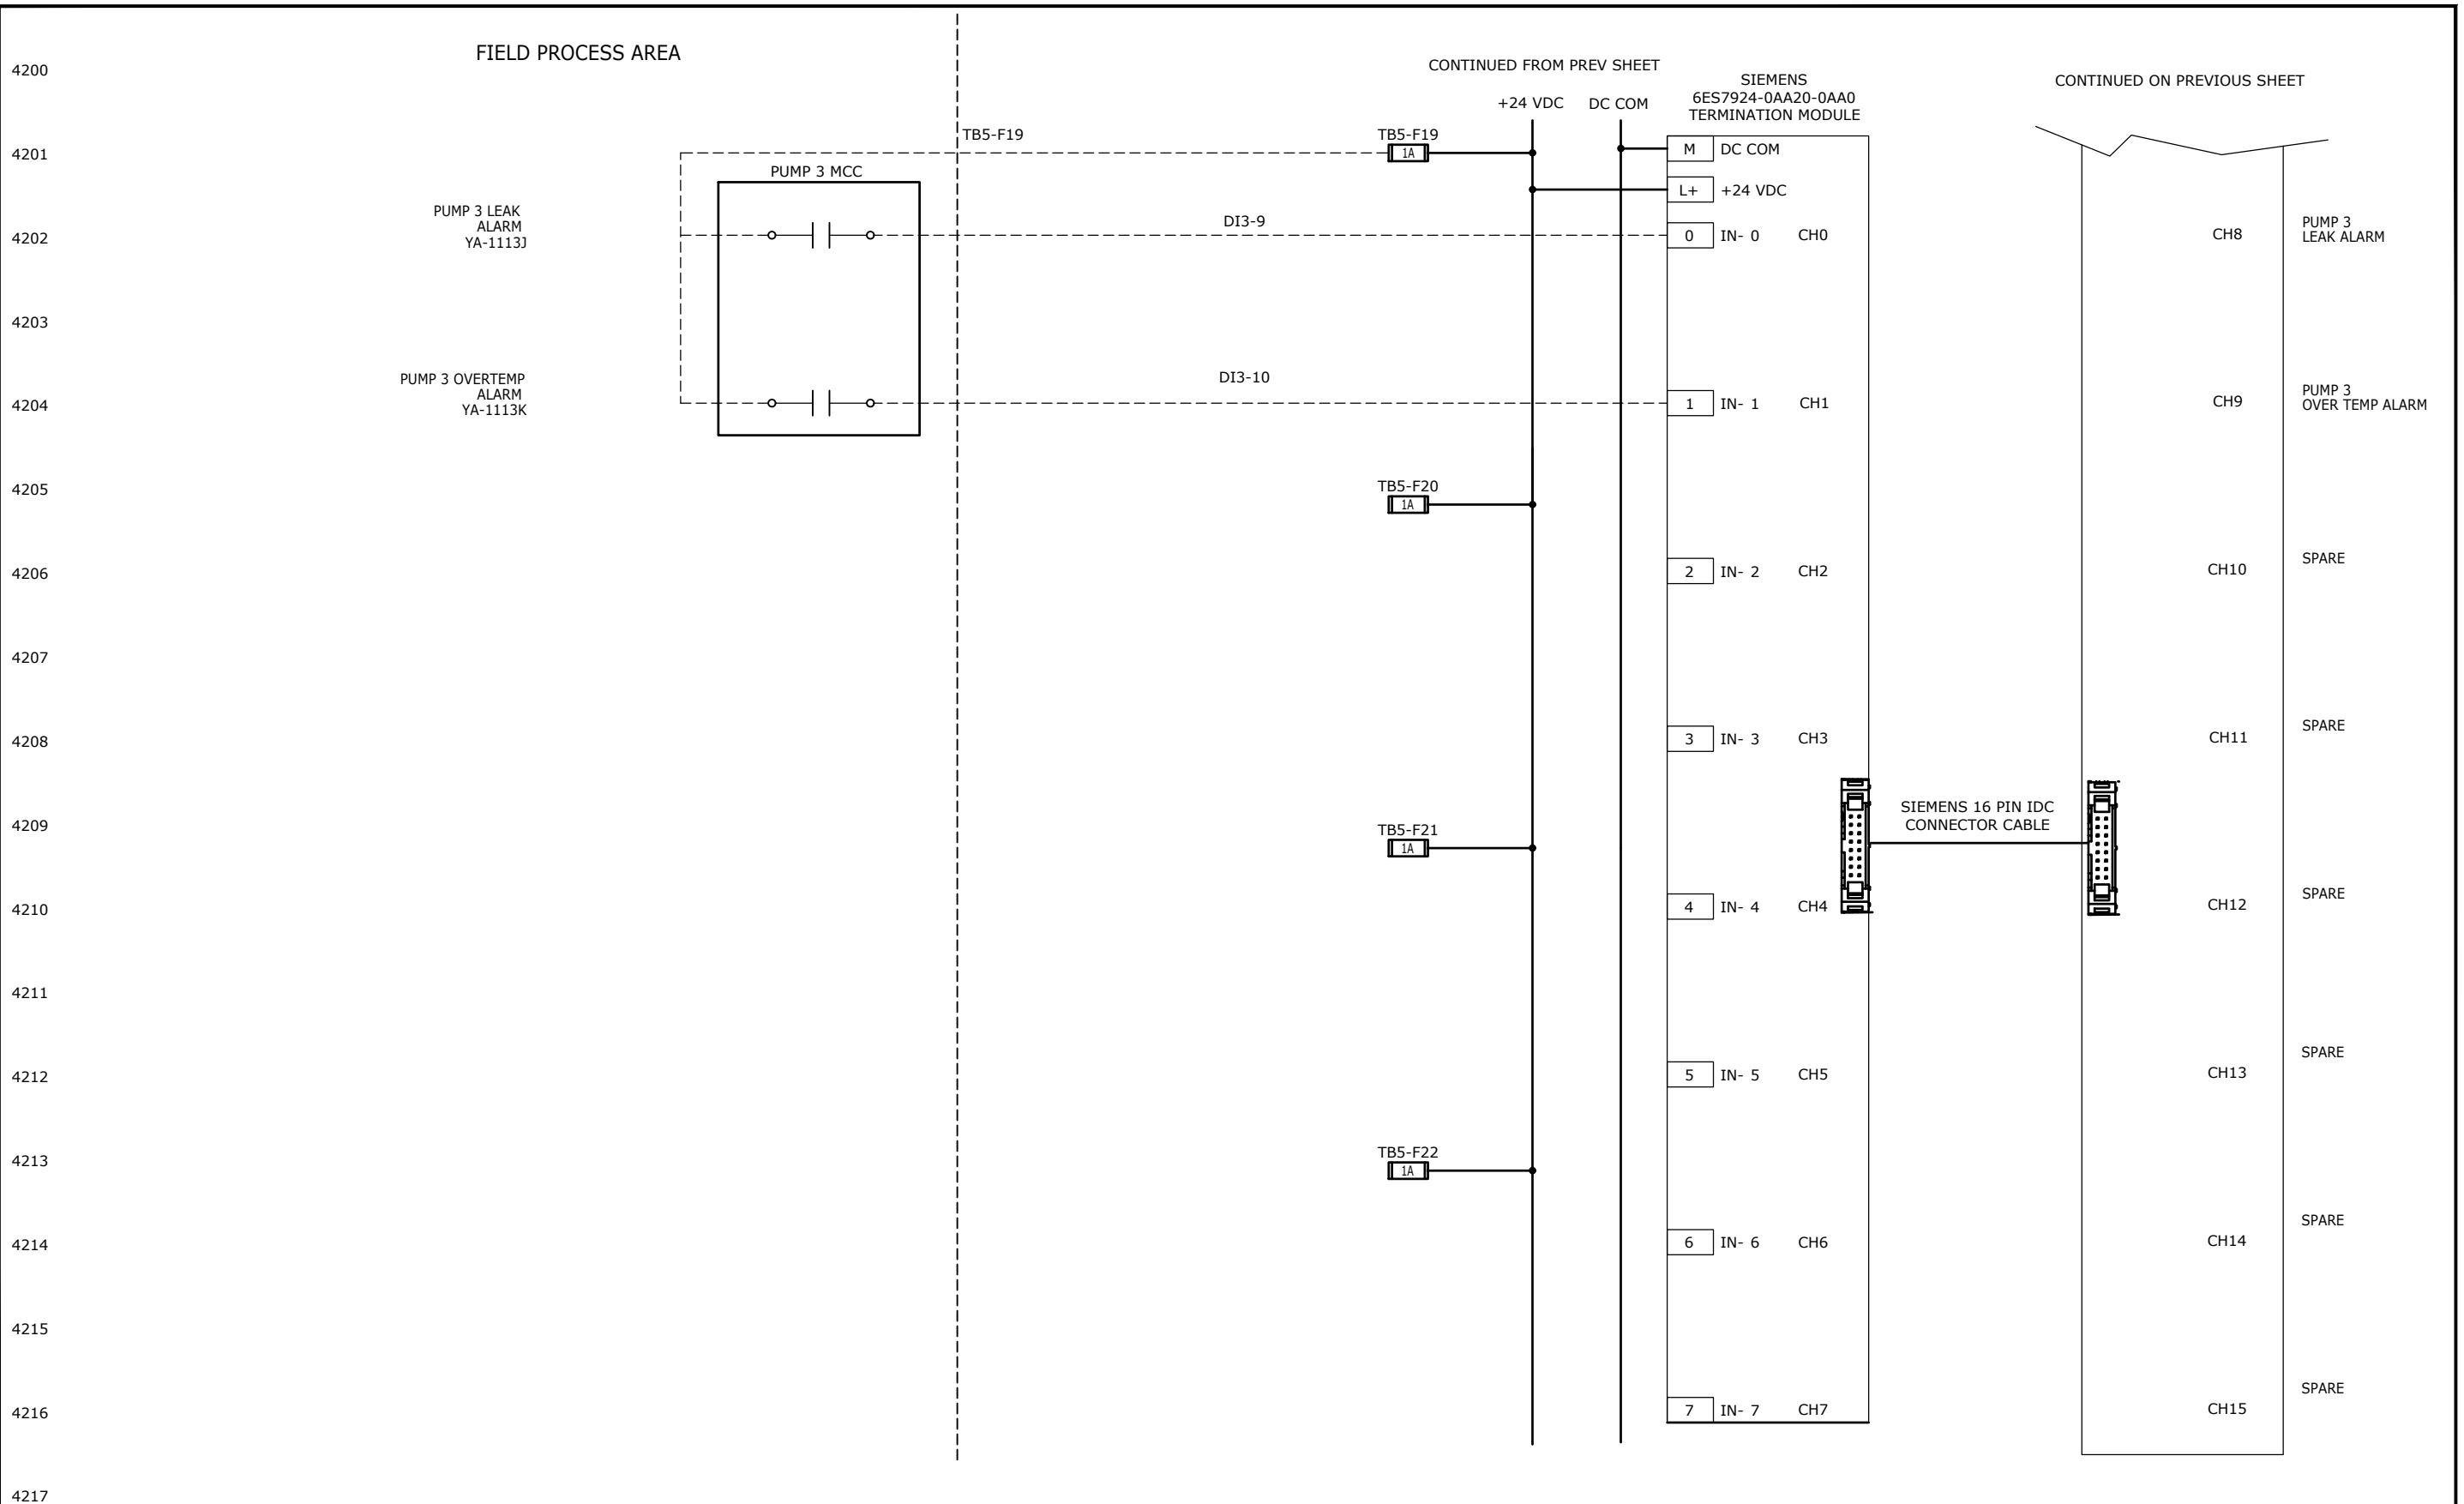 FIELD PROCESS AREA
4200
CONTINUED FROM PREV SHEET
SIEMENS
6ES7924-0AA20-0AA0
TERMINATION MODULE
CONTINUED ON PREVIOUS SHEET
+24 VDC
DC COM
TB5-F19
TB5-F19
1A
4201
M
DC COM
PUMP 3 MCC
L+
+24 VDC
PUMP 3 LEAK
ALARM
YA-1113J
4202
DI3-9
0
IN- 0
CH0
CH8
PUMP 3
LEAK ALARM
4203
PUMP 3 OVERTEMP
ALARM
YA-1113K
4204
DI3-10
1
IN- 1
CH1
CH9
PUMP 3
OVER TEMP ALARM
4205
TB5-F20
1A
4206
2
IN- 2
CH2
CH10
SPARE
4207
4208
3
IN- 3
CH3
CH11
SPARE
4209
TB5-F21
1A
SIEMENS 16 PIN IDC
CONNECTOR CABLE
4210
4
IN- 4
CH4
CH12
SPARE
4211
4212
5
IN- 5
CH5
CH13
SPARE
4213
TB5-F22
1A
4214
6
IN- 6
CH6
CH14
SPARE
4215
4216
7
IN- 7
CH7
CH15
SPARE
4217